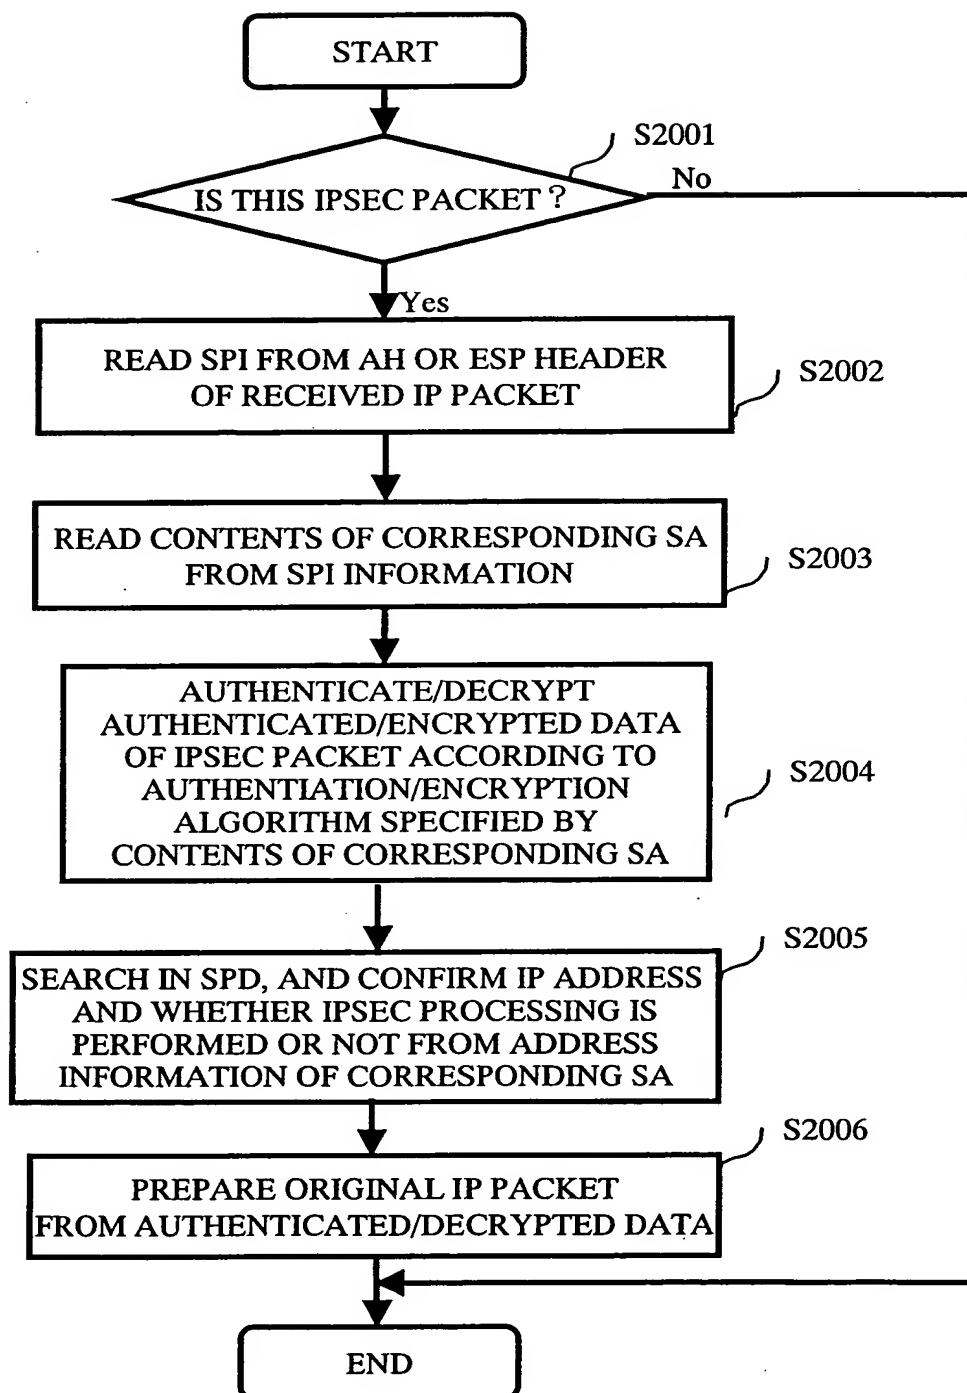 START
S2001
IS THIS IPSEC PACKET ?
No
Yes
READ SPI FROM AH OR ESP HEADER
OF RECEIVED IP PACKET
S2002
READ CONTENTS OF CORRESPONDING SA
FROM SPI INFORMATION
S2003
AUTHENTICATE/DECRYPT
AUTHENTICATED/ENCRYPTED DATA
OF IPSEC PACKET ACCORDING TO
AUTHENTIATION/ENCRYPTION
ALGORITHM SPECIFIED BY
CONTENTS OF CORRESPONDING SA
S2004
S2005
SEARCH IN SPD, AND CONFIRM IP ADDRESS
AND WHETHER IPSEC PROCESSING IS
PERFORMED OR NOT FROM ADDRESS
INFORMATION OF CORRESPONDING SA
S2006
PREPARE ORIGINAL IP PACKET
FROM AUTHENTICATED/DECRYPTED DATA
END